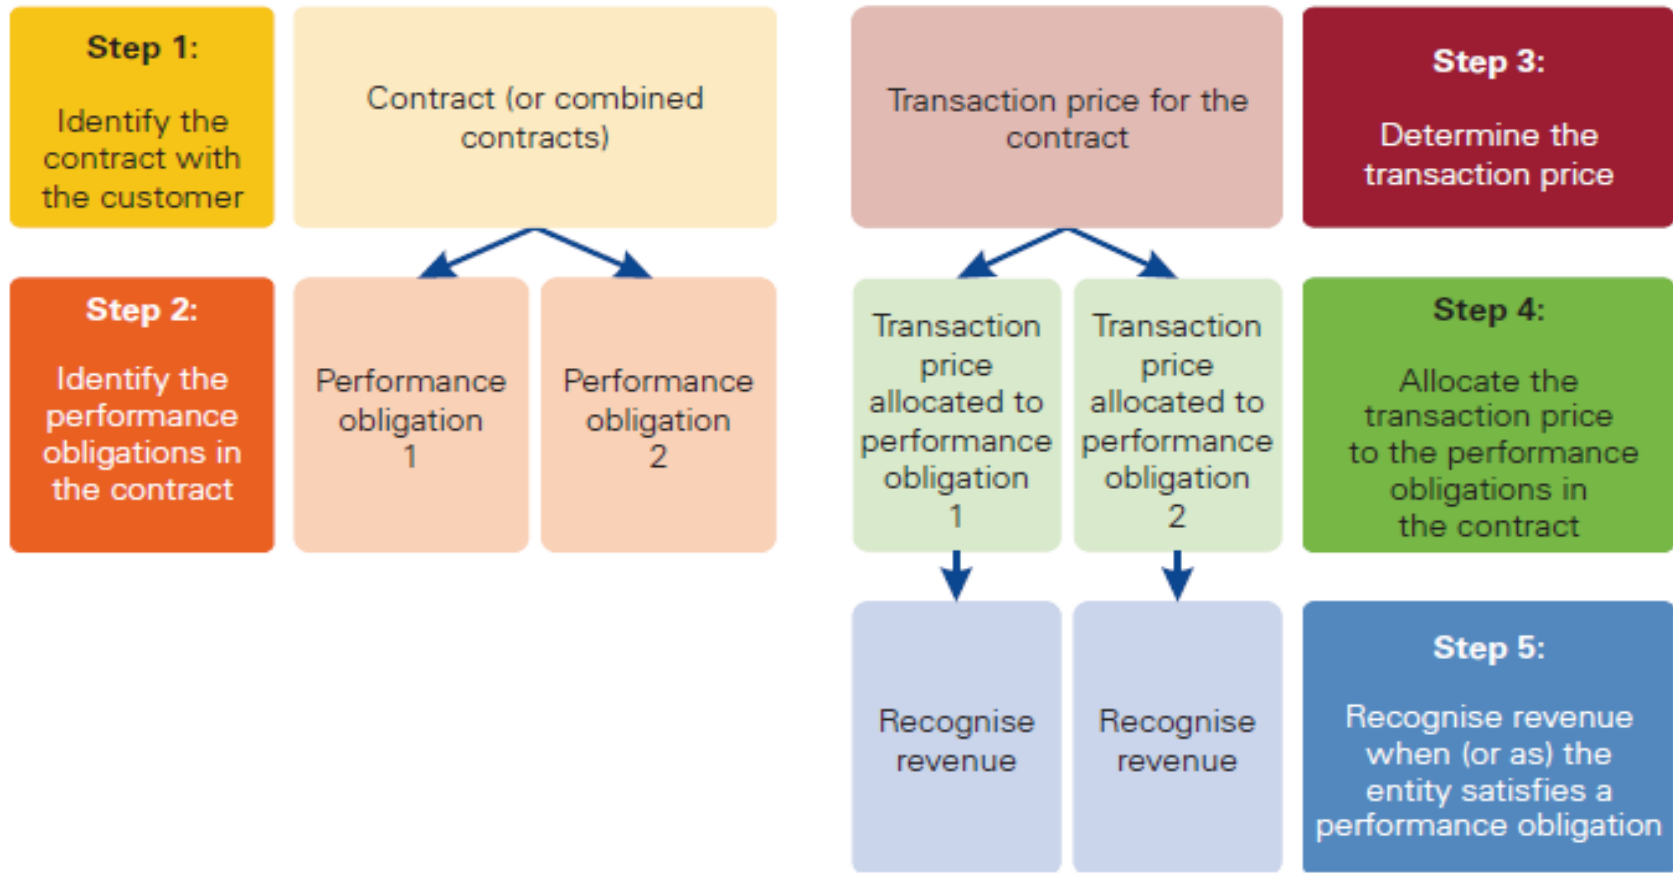 Step 1:
Identify the
contract with
the customer
Contract (or combined
contracts)
Transaction price for the
contract
Step 3:
Determine the
transaction price
Step 2:
Identify the
performance
obligations in
the contract
Performance
obligation
1
Performance
obligation
2
Transaction
price
allocated to
performance
obligation
1
Transaction
price
allocated to
performance
obligation
2
Step 4:
Allocate the
transaction price
to the performance
obligations in
the contract
Recognise
revenue
Recognise
revenue
Step 5:
Recognise revenue
when (or as) the
entity satisfies a
performance obligation